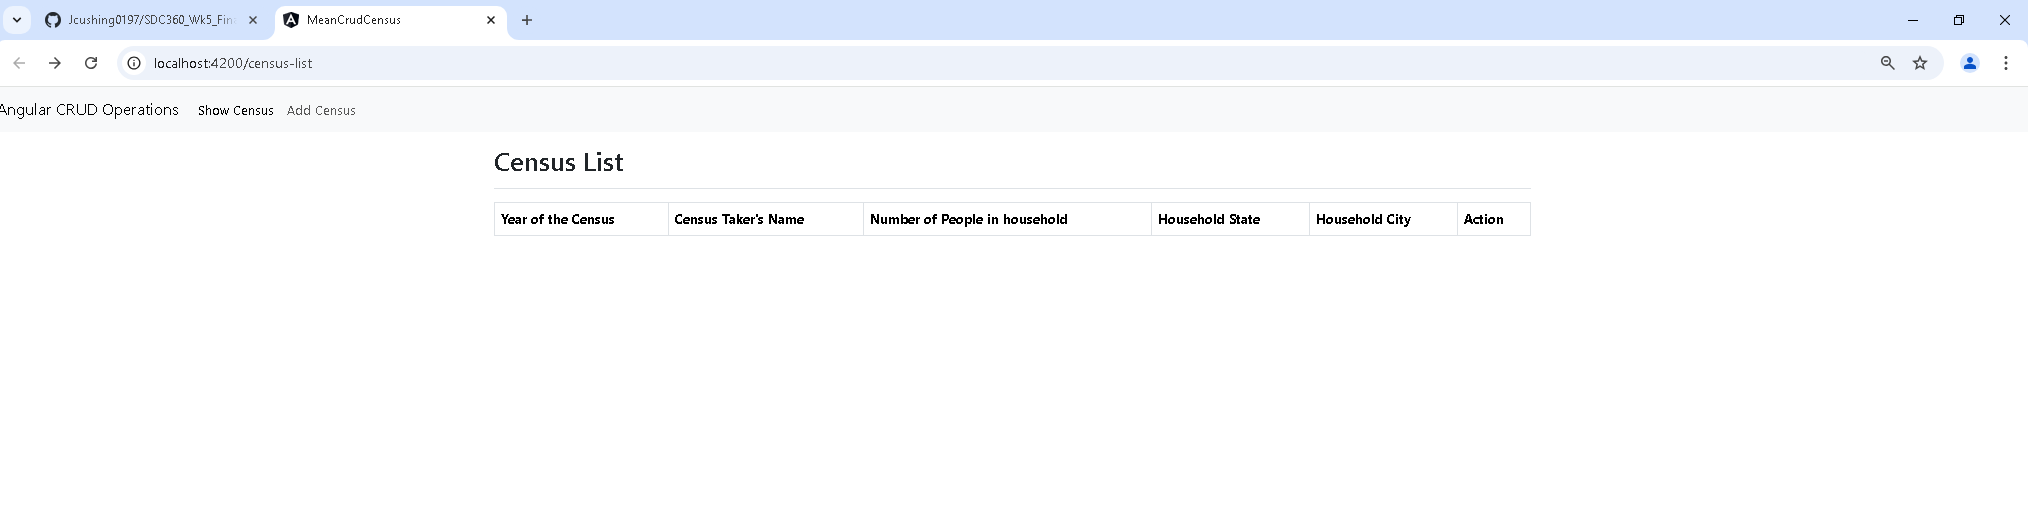 Jcushing0197/SDC360_Wk5_Fin
MeanCrudCensus
localhost:4200/census-list
Angular CRUD Operations Show Census Add Census
Census List
Year of the Census Census Taker's Name Number of People in household Household State Household City Action